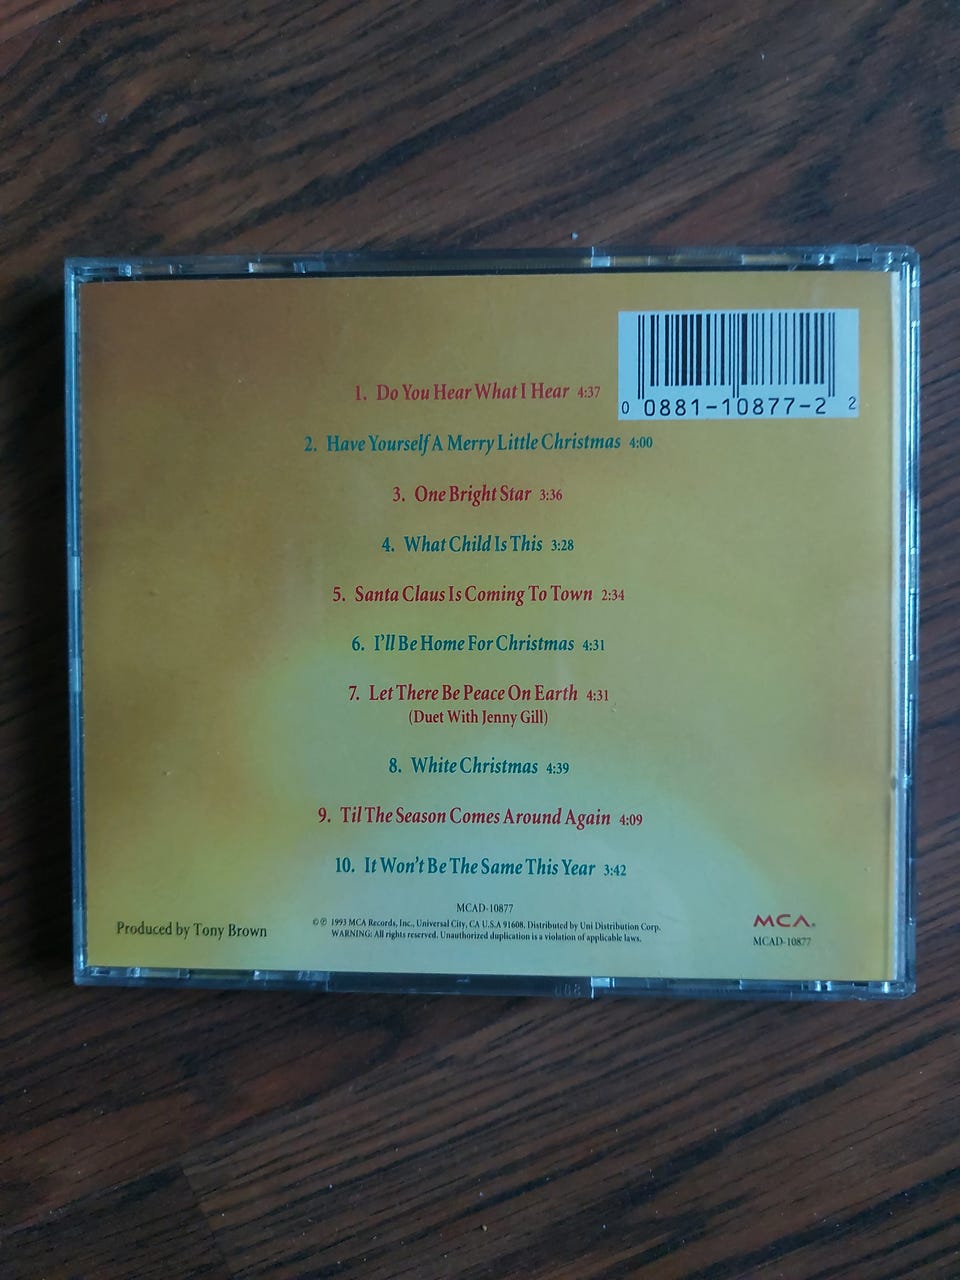 0 0881-10877-2 2
1. Do You Hear What I Hear 4:37
2. Have Yourself A Merry Little Christmas 4:00
3. One Bright Star 3:36
4. What Child Is This 3:28
5. Santa Claus Is Coming To Town 2:34
6. I'll Be Home For Christmas 4:31
7. Let There Be Peace On Earth 4:31
(Duet With Jenny Gill)
8. White Christmas 4:39
9. Til The Season Comes Around Again 4:09
10. It Won't Be The Same This Year 3:42
MCAD-10877
© ℗ 1993 MCA Records, Inc., Universal City, CA U.S.A 91608. Distributed by Uni Distribution Corp.
WARNING: All rights reserved. Unauthorized duplication is a violation of applicable laws.
Produced by Tony Brown
MCA.
MCAD-10877